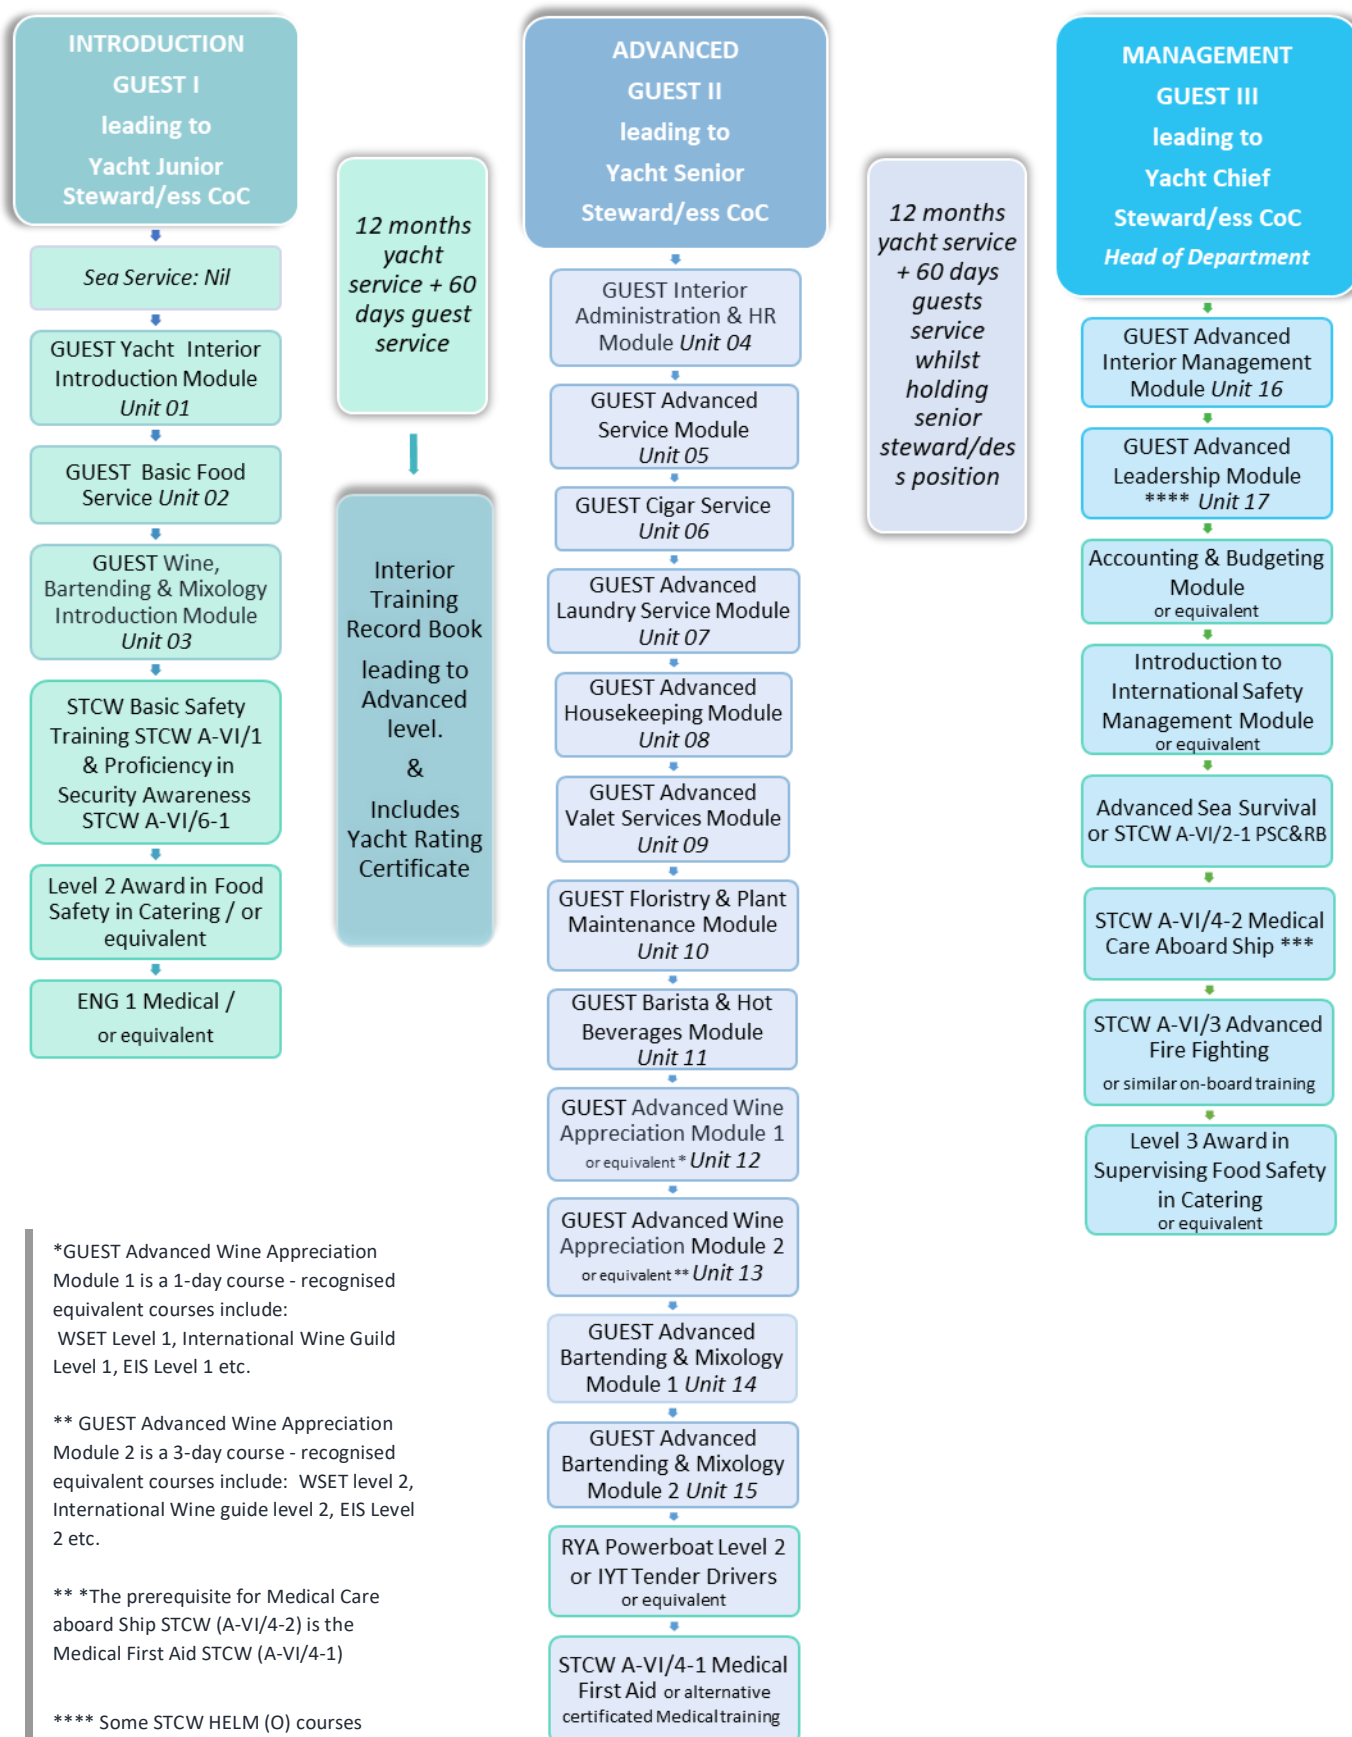 INTRODUCTION
GUEST I
leading to
Yacht Junior
Steward/ess CoC
Sea Service: Nil
GUEST Yacht Interior
Introduction Module
Unit 01
GUEST Basic Food
Service Unit 02
GUEST Wine,
Bartending & Mixology
Introduction Module
Unit 03
STCW Basic Safety
Training STCW A-VI/1
& Proficiency in
Security Awareness
STCW A-VI/6-1
Level 2 Award in Food
Safety in Catering / or
equivalent
ENG 1 Medical /
or equivalent
12 months
yacht
service + 60
days guest
service
Interior
Training
Record Book
leading to
Advanced
level.
&
Includes
Yacht Rating
Certificate
ADVANCED
GUEST II
leading to
Yacht Senior
Steward/ess CoC
GUEST Interior
Administration & HR
Module Unit 04
GUEST Advanced
Service Module
Unit 05
GUEST Cigar Service
Unit 06
GUEST Advanced
Laundry Service Module
Unit 07
GUEST Advanced
Housekeeping Module
Unit 08
GUEST Advanced
Valet Services Module
Unit 09
GUEST Floristry & Plant
Maintenance Module
Unit 10
GUEST Barista & Hot
Beverages Module
Unit 11
GUEST Advanced Wine
Appreciation Module 1
or equivalent * Unit 12
GUEST Advanced Wine
Appreciation Module 2
or equivalent ** Unit 13
GUEST Advanced
Bartending & Mixology
Module 1 Unit 14
GUEST Advanced
Bartending & Mixology
Module 2 Unit 15
RYA Powerboat Level 2
or IYT Tender Drivers
or equivalent
STCW A-VI/4-1 Medical
First Aid or alternative
certificated Medical training
12 months
yacht service
+ 60 days
guests
service
whilst
holding
senior
steward/des
s position
MANAGEMENT
GUEST III
leading to
Yacht Chief
Steward/ess CoC
Head of Department
GUEST Advanced
Interior Management
Module Unit 16
GUEST Advanced
Leadership Module
**** Unit 17
Accounting & Budgeting
Module
or equivalent
Introduction to
International Safety
Management Module
or equivalent
Advanced Sea Survival
or STCW A-VI/2-1 PSC&RB
STCW A-VI/4-2 Medical
Care Aboard Ship ***
STCW A-VI/3 Advanced
Fire Fighting
or similar on-board training
Level 3 Award in
Supervising Food Safety
in Catering
or equivalent
*GUEST Advanced Wine Appreciation
Module 1 is a 1-day course - recognised
equivalent courses include:
WSET Level 1, International Wine Guild
Level 1, EIS Level 1 etc.
** GUEST Advanced Wine Appreciation
Module 2 is a 3-day course - recognised
equivalent courses include: WSET level 2,
International Wine guide level 2, EIS Level
2 etc.
** *The prerequisite for Medical Care
aboard Ship STCW (A-VI/4-2) is the
Medical First Aid STCW (A-VI/4-1)
**** Some STCW HELM (O) courses